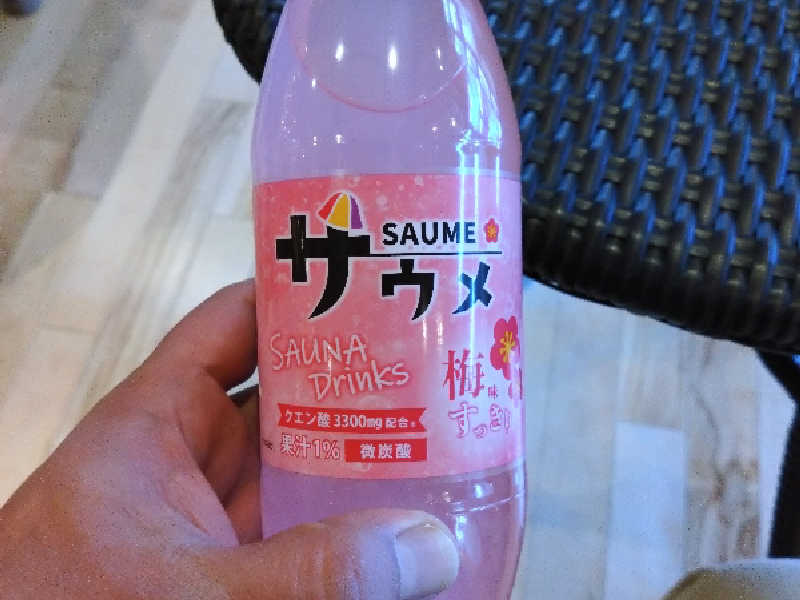 SAUME
サウメ
SAUNA
Drinks
梅味
すっきり
クエン酸3300mg配合
果汁1% 微炭酸